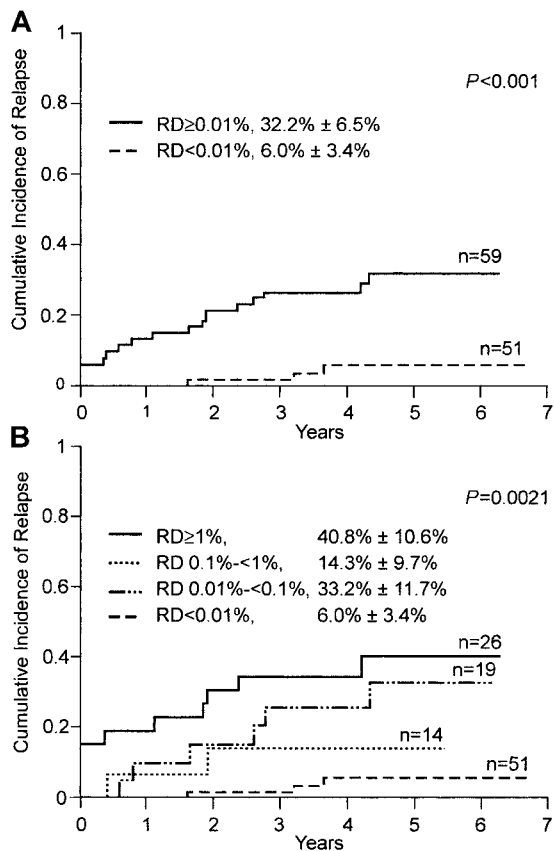 A
Cumulative Incidence of Relapse
1
0.8
0.6
0.4
0.2
0
P<0.001
RD≥0.01%, 32.2% ± 6.5%
RD<0.01%, 6.0% ± 3.4%
n=59
n=51
0 1 2 3 4 5 6 7
Years
B
Cumulative Incidence of Relapse
1
0.8
0.6
0.4
0.2
0
P=0.0021
RD≥1%, 40.8% ± 10.6%
RD 0.1%-<1%, 14.3% ± 9.7%
RD 0.01%-<0.1%, 33.2% ± 11.7%
RD<0.01%, 6.0% ± 3.4%
n=26
n=19
n=14
n=51
0 1 2 3 4 5 6 7
Years